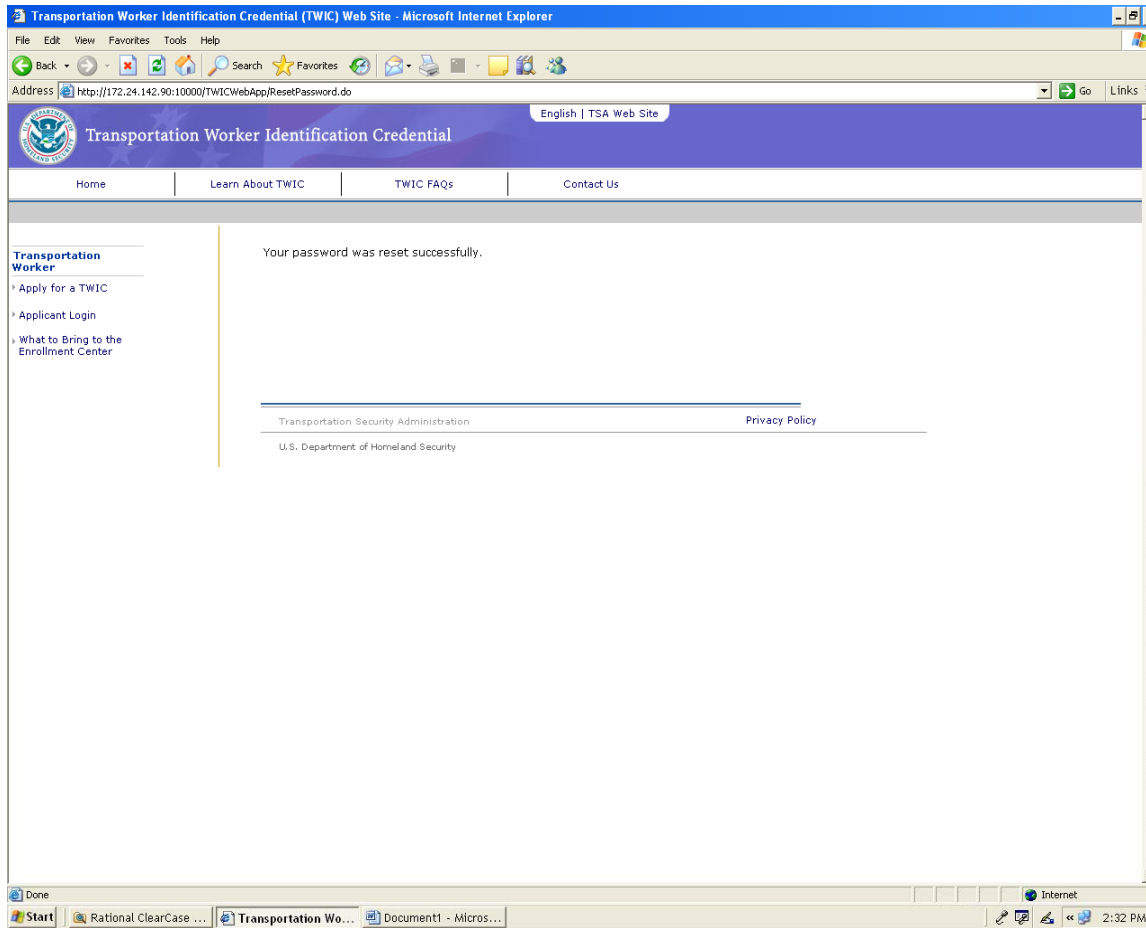 Transportation Worker Identification Credential (TWIC) Web Site - Microsoft Internet Explorer
File Edit View Favorites Tools Help
Back Search Favorites
Address http://172.24.142.90:10000/TWICWebApp/ResetPassword.do Go Links
English | TSA Web Site
Transportation Worker Identification Credential
Home Learn About TWIC TWIC FAQs Contact Us
Your password was reset successfully.
Transportation
Worker
Apply for a TWIC
Applicant Login
What to Bring to the
Enrollment Center
Transportation Security Administration Privacy Policy
U.S. Department of Homeland Security
Done Internet
Start Rational ClearCase ... Transportation Wo... Document1 - Micros... 2:32 PM